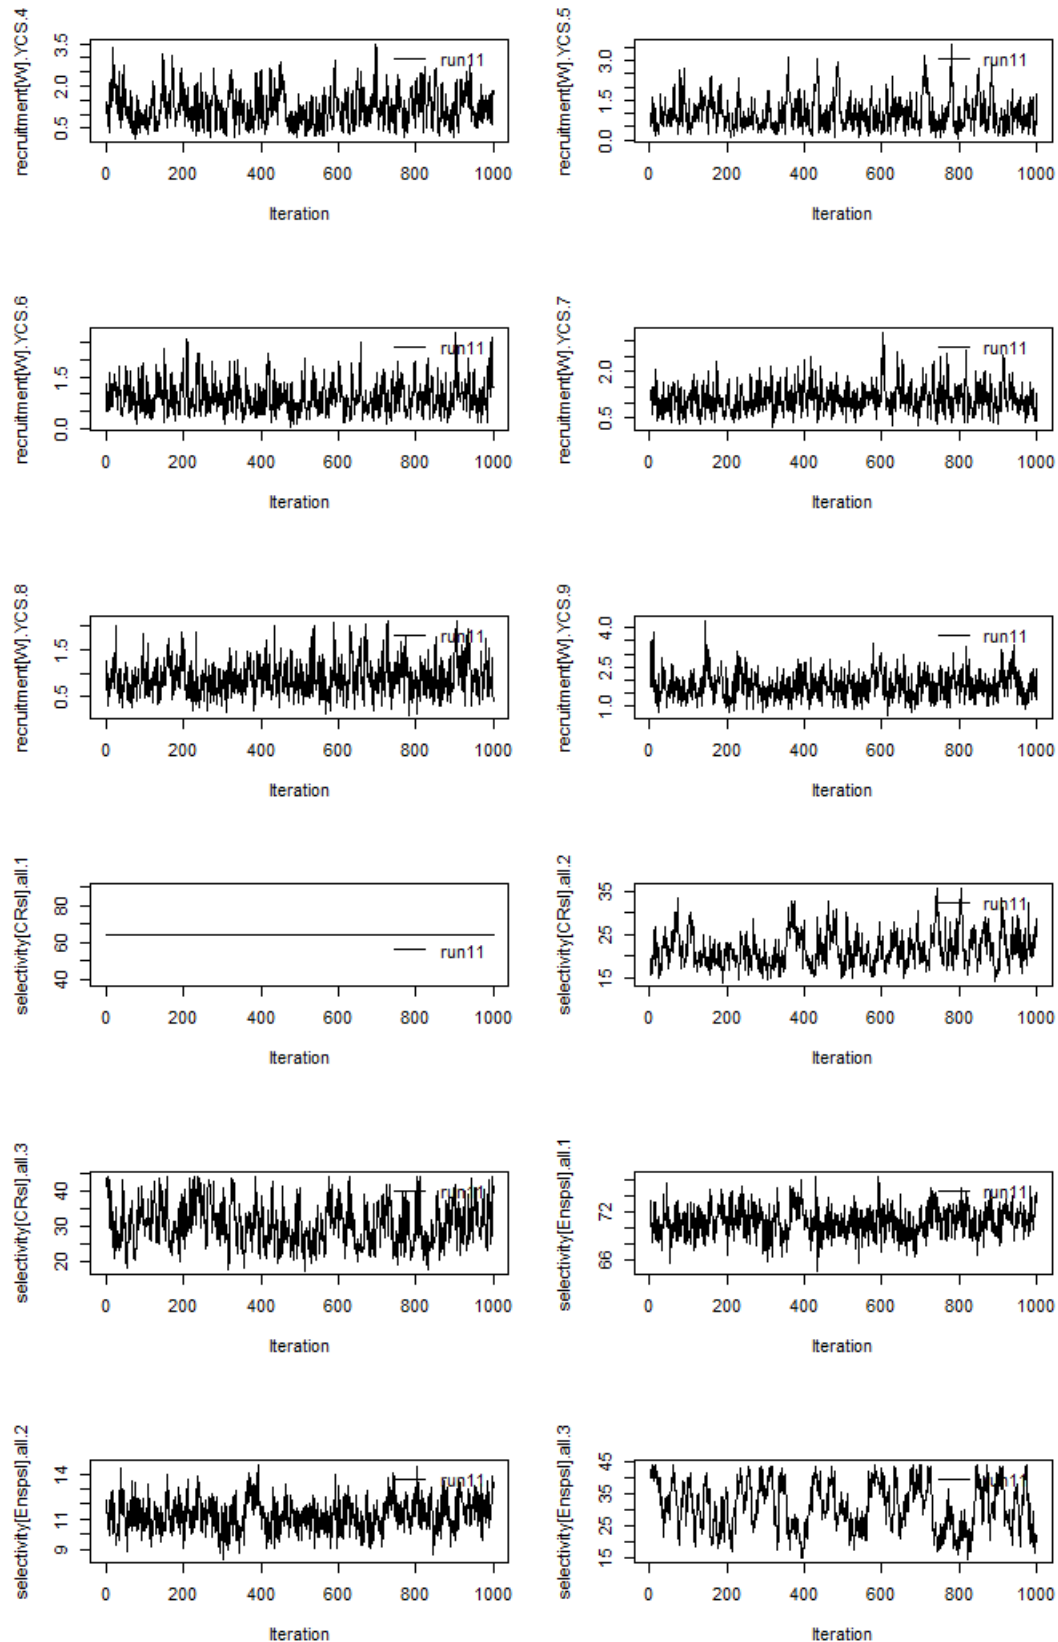 recruitment[W].YCS.4
0.5 2.0 3.5
run11
0 200 400 600 800 1000
Iteration
recruitment[W].YCS.5
0.0 1.5 3.0
run11
0 200 400 600 800 1000
Iteration
recruitment[W].YCS.6
0.0 1.5
run11
0 200 400 600 800 1000
Iteration
recruitment[W].YCS.7
0.5 2.0
run11
0 200 400 600 800 1000
Iteration
recruitment[W].YCS.8
0.5 1.5
run11
0 200 400 600 800 1000
Iteration
recruitment[W].YCS.9
1.0 2.5 4.0
run11
0 200 400 600 800 1000
Iteration
selectivity[CRsl].all.1
40 60 80
run11
0 200 400 600 800 1000
Iteration
selectivity[CRsl].all.2
15 25 35
run11
0 200 400 600 800 1000
Iteration
selectivity[CRsl].all.3
20 30 40
run11
0 200 400 600 800 1000
Iteration
selectivity[Enspsl].all.1
66 72
run11
0 200 400 600 800 1000
Iteration
selectivity[Enspsl].all.2
9 11 14
run11
0 200 400 600 800 1000
Iteration
selectivity[Enspsl].all.3
15 25 35 45
run11
0 200 400 600 800 1000
Iteration